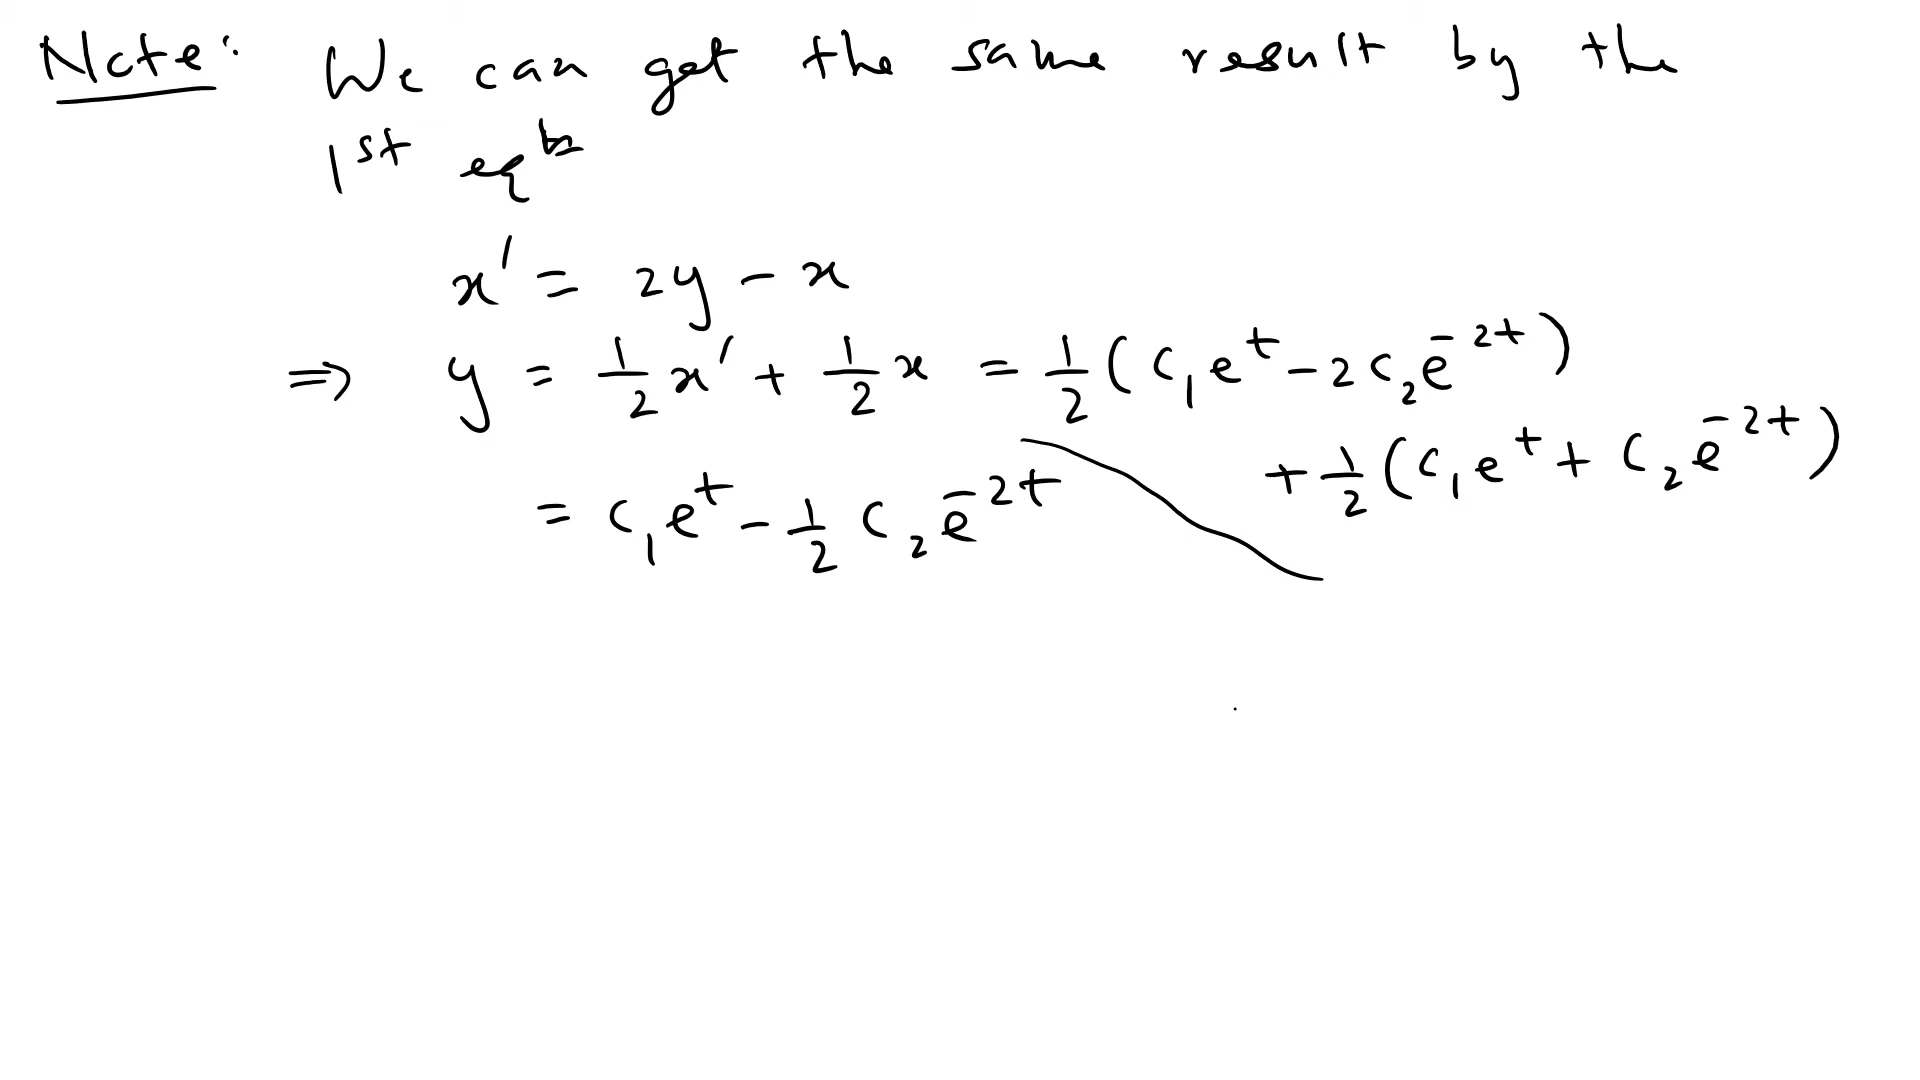 Note: We can get the same result by the
1st eqn
x' = 2y - x
⇒ y = 1/2 x' + 1/2 x = 1/2 (c₁e^t - 2c₂e^-2t)
+ 1/2 (c₁e^t + c₂e^-2t)
= c₁e^t - 1/2 c₂e^-2t